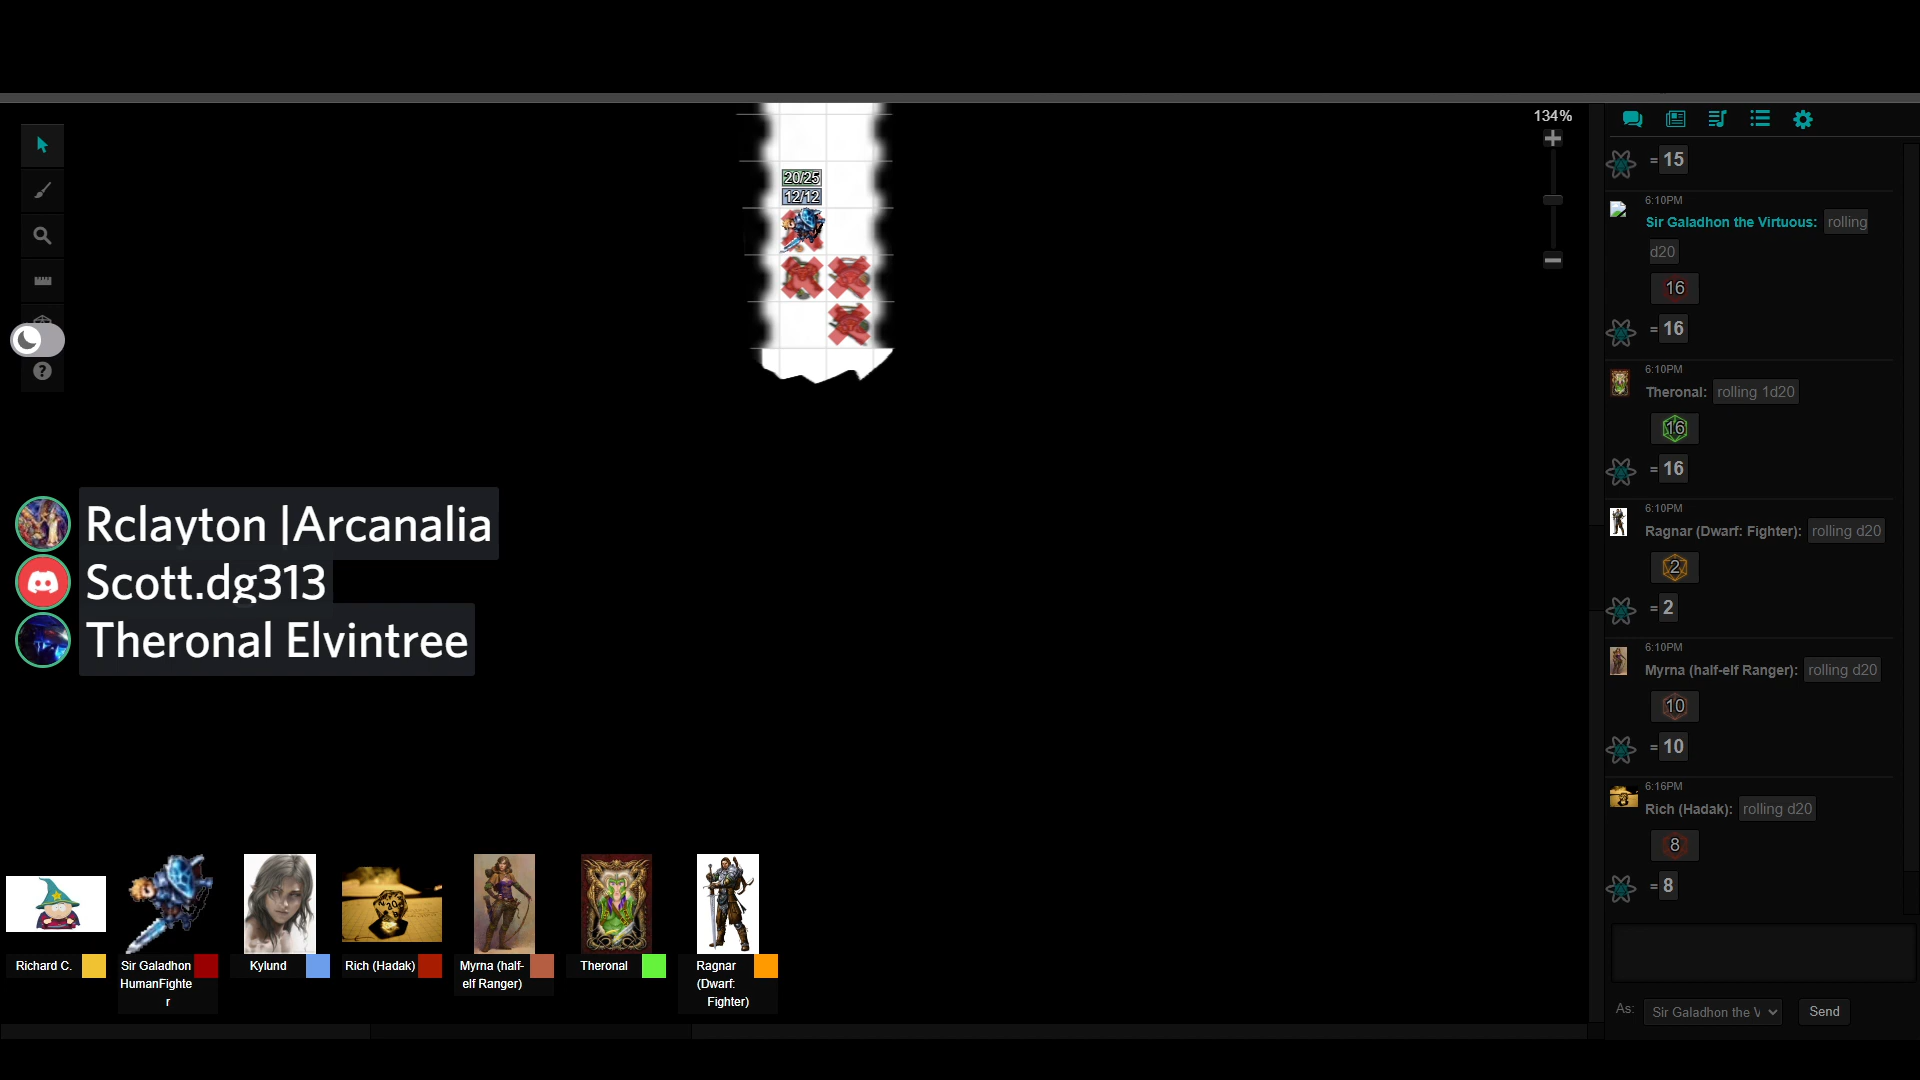 134%
20/25
12/12
= 15
6:10PM
Sir Galadhon the Virtuous: rolling
d20
16
= 16
6:10PM
Theronal: rolling 1d20
16
= 16
6:10PM
Ragnar (Dwarf: Fighter): rolling d20
2
= 2
6:10PM
Myrna (half-elf Ranger): rolling d20
10
= 10
6:16PM
Rich (Hadak): rolling d20
8
= 8
As: Sir Galadhon the V Send
?
Rclayton |Arcanalia
Scott.dg313
Theronal Elvintree
Richard C.
Sir Galadhon
HumanFighte
r
Kylund
Rich (Hadak)
Myrna (half-
elf Ranger)
Theronal
Ragnar
(Dwarf:
Fighter)